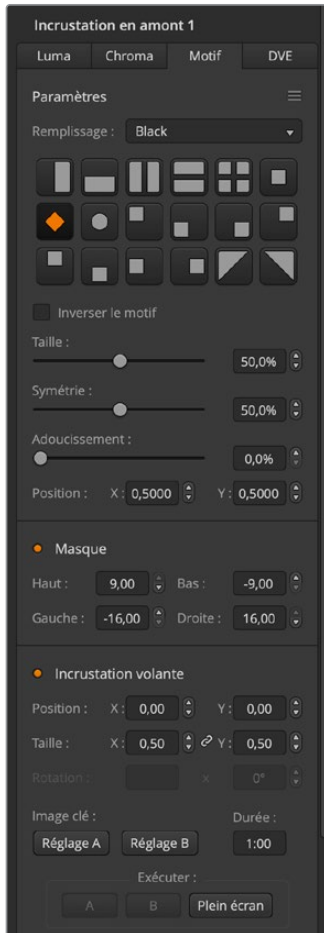 Incrustation en amont 1
Luma Chroma Motif DVE
Paramètres
Remplissage : Black
Inverser le motif
Taille :
50,0%
Symétrie :
50,0%
Adoucissement :
0,0%
Position : X : 0,5000 Y : 0,5000
Masque
Haut : 9,00 Bas : -9,00
Gauche : -16,00 Droite : 16,00
Incrustation volante
Position : X : 0,00 Y : 0,00
Taille : X : 0,50 Y : 0,50
Rotation : x 0°
Image clé : Durée :
Réglage A Réglage B 1:00
Exécuter :
A B Plein écran